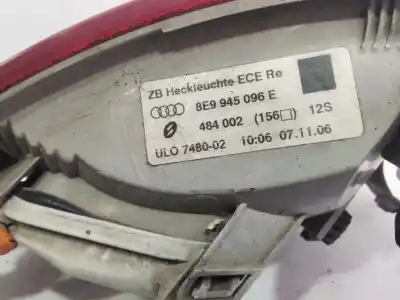 ZB Heckleuchte ECE Re
8E9 945 096 E
484 002 (156□) 12S
ULO 7480-02 10:06 07.11.06